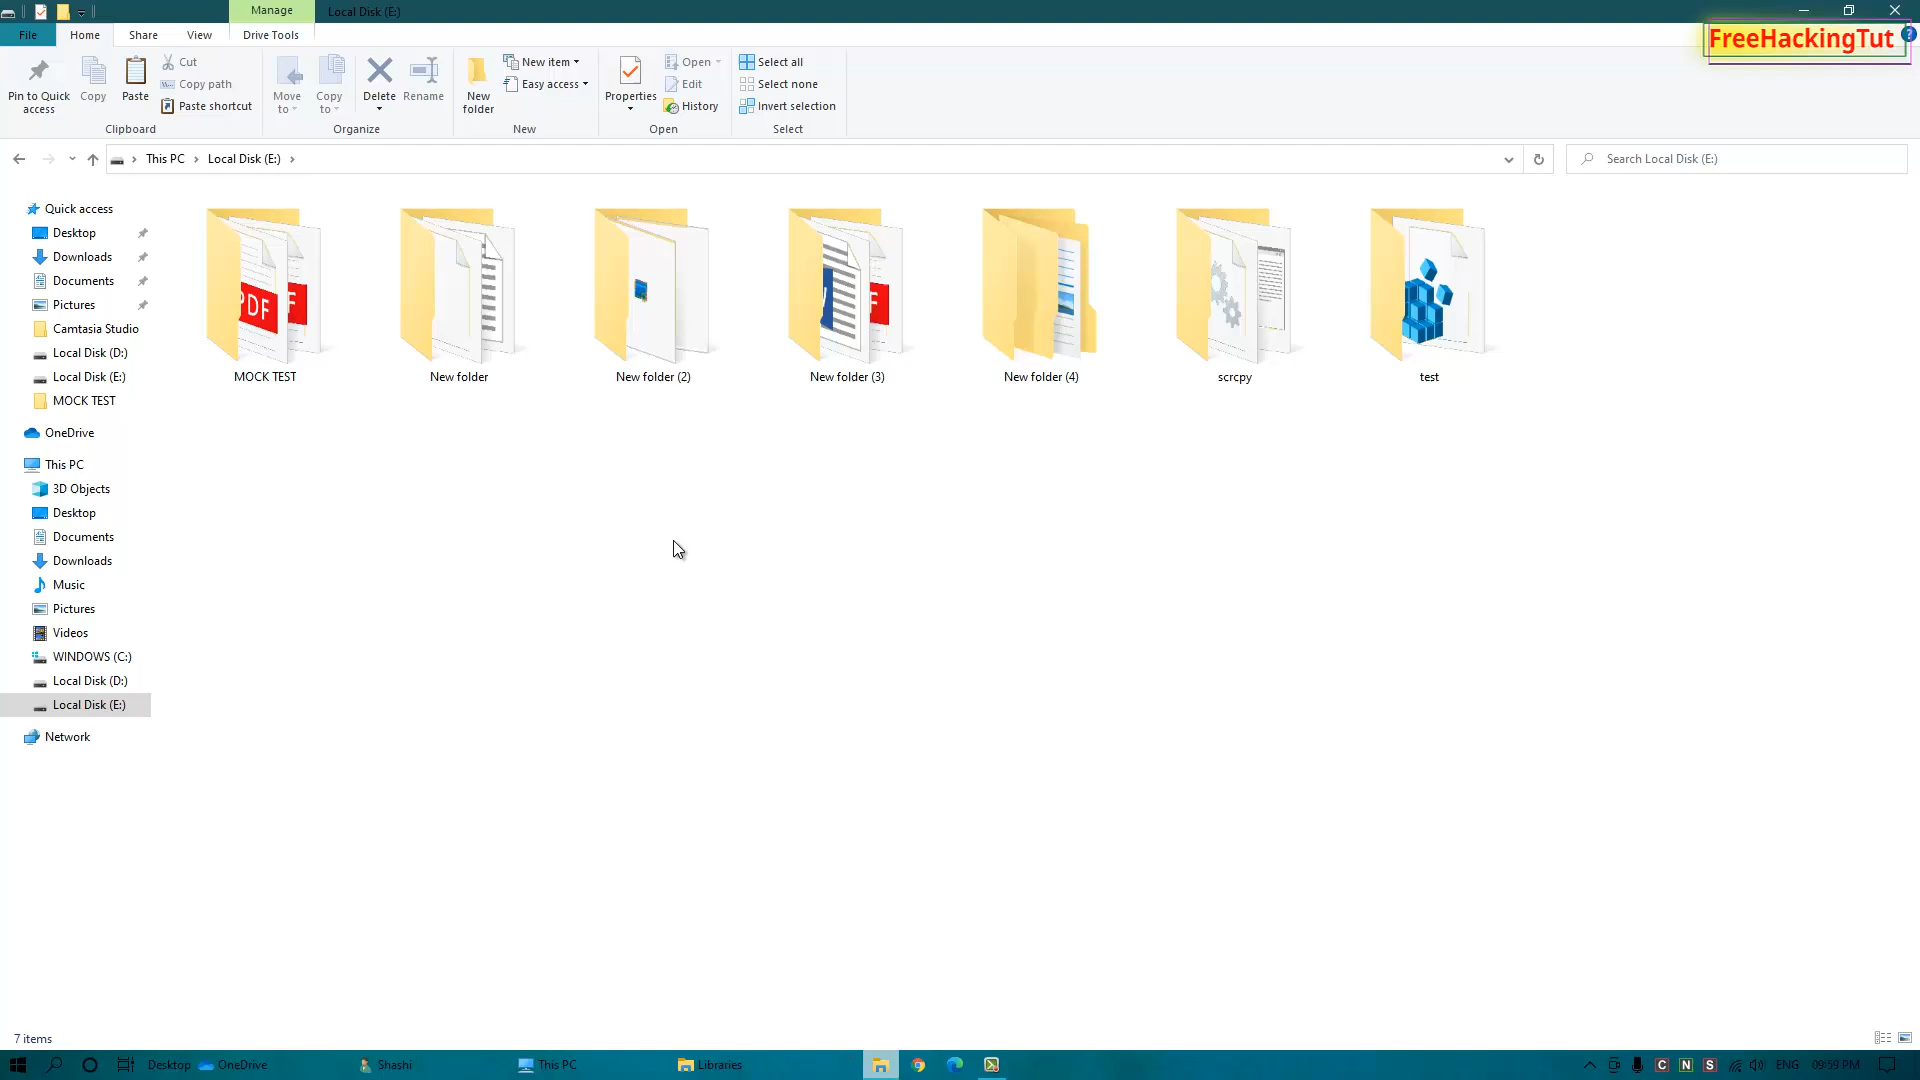 Manage
Local Disk (E:)
FreeHackingTut
File
Home
Share
View
Drive Tools
Pin to Quick access
Copy
Paste
Cut
Copy path
Paste shortcut
Clipboard
Move to
Copy to
Delete
Rename
Organize
New folder
New item
Easy access
New
Properties
Open
Edit
History
Open
Select all
Select none
Invert selection
Select
This PC
Local Disk (E:)
Search Local Disk (E:)
Quick access
Desktop
Downloads
Documents
Pictures
Camtasia Studio
Local Disk (D:)
Local Disk (E:)
MOCK TEST
OneDrive
This PC
3D Objects
Desktop
Documents
Downloads
Music
Pictures
Videos
WINDOWS (C:)
Local Disk (D:)
Local Disk (E:)
Network
PDF
MOCK TEST
New folder
New folder (2)
New folder (3)
New folder (4)
scrcpy
test
7 items
Desktop
OneDrive
Shashi
This PC
Libraries
C
N
S
ENG
09:59 PM